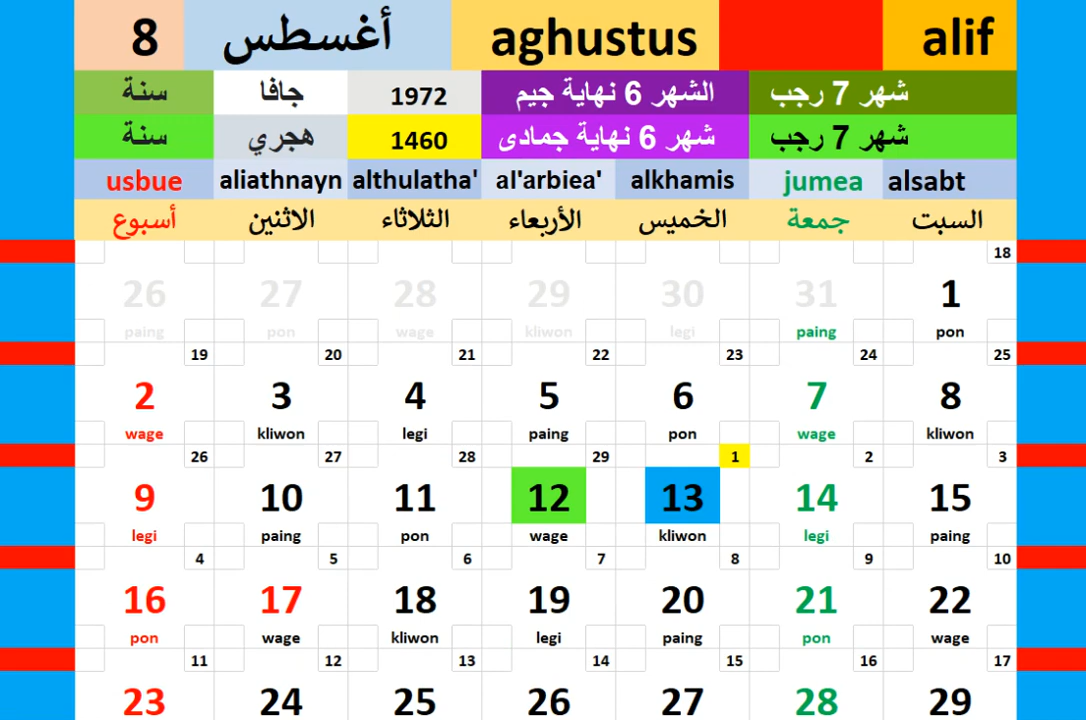 8 أغسطس aghustus alif
سنة جافا 1972 الشهر 6 نهاية جيم شهر 7 رجب
سنة هجري 1460 شهر 6 نهاية جمادى شهر 7 رجب
usbue aliathnayn althulatha' al'arbiea' alkhamis jumea alsabt
أسبوع الاثنين الثلاثاء الأربعاء الخميس جمعة السبت
18
26 27 28 29 30 31 1
paing pon wage kliwon legi paing pon
19 20 21 22 23 24 25
2 3 4 5 6 7 8
wage kliwon legi paing pon wage kliwon
26 27 28 29 1 2 3
9 10 11 12 13 14 15
legi paing pon wage kliwon legi paing
4 5 6 7 8 9 10
16 17 18 19 20 21 22
pon wage kliwon legi paing pon wage
11 12 13 14 15 16 17
23 24 25 26 27 28 29